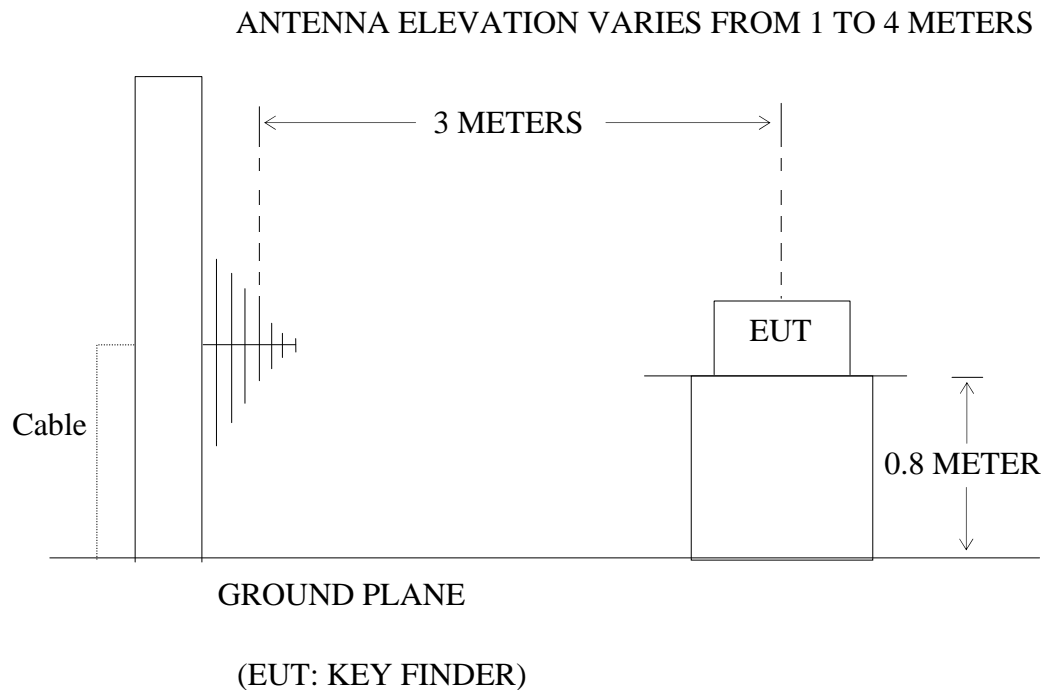 ANTENNA ELEVATION VARIES FROM 1 TO 4 METERS
3 METERS
EUT
Cable
0.8 METER
GROUND PLANE
(EUT: KEY FINDER)